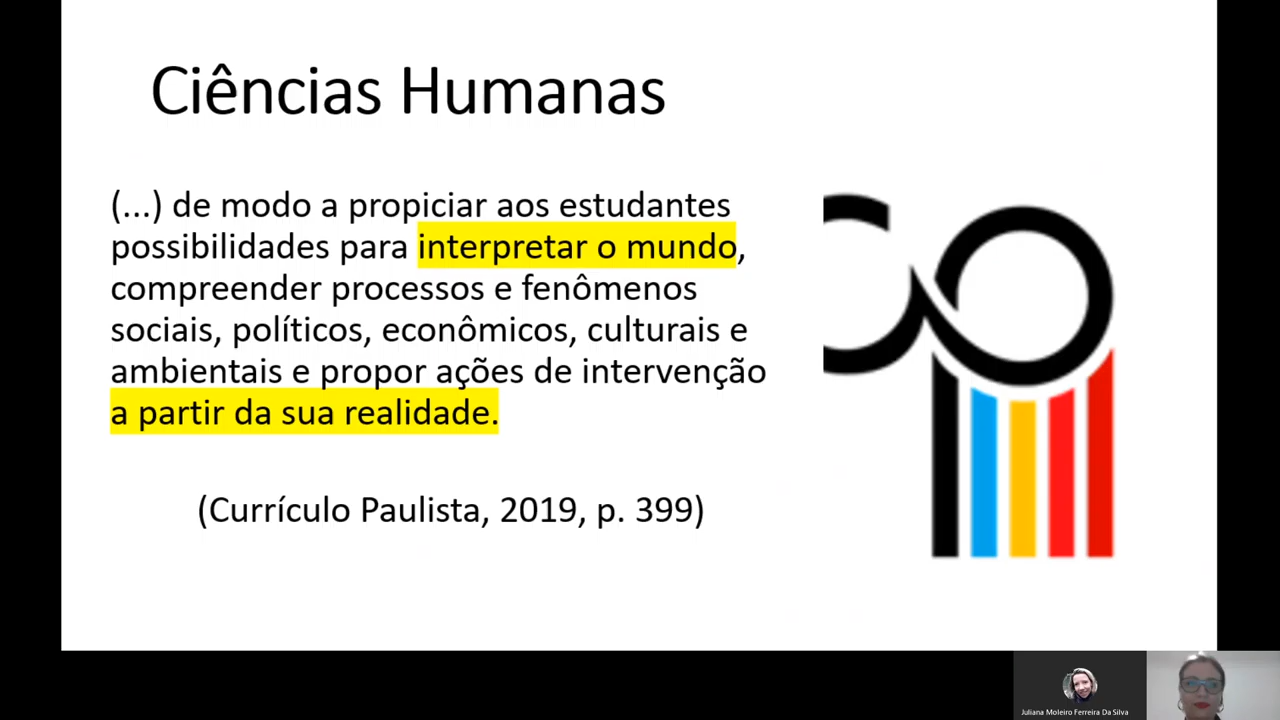 Ciências Humanas
(...) de modo a propiciar aos estudantes
possibilidades para interpretar o mundo,
compreender processos e fenômenos
sociais, políticos, econômicos, culturais e
ambientais e propor ações de intervenção
a partir da sua realidade.
(Currículo Paulista, 2019, p. 399)
Juliana Moleiro Ferreira Da Silva